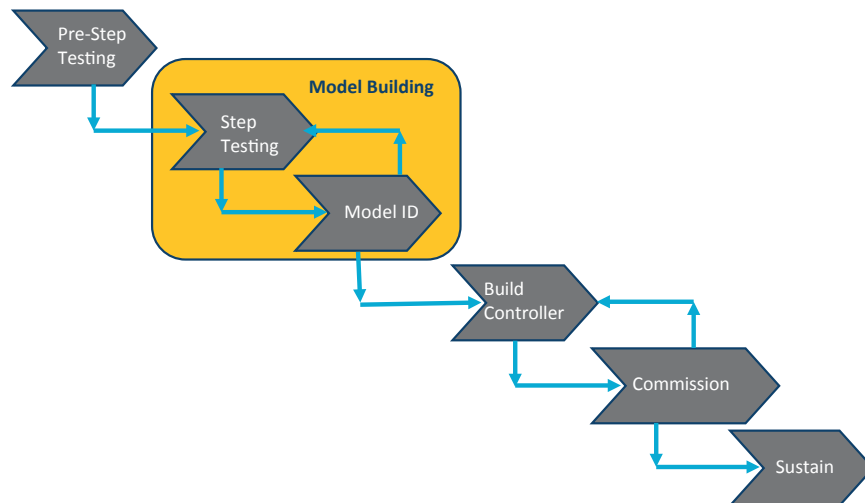 Pre-Step
Testing
Model Building
Step
Testing
Model ID
Build
Controller
Commission
Sustain